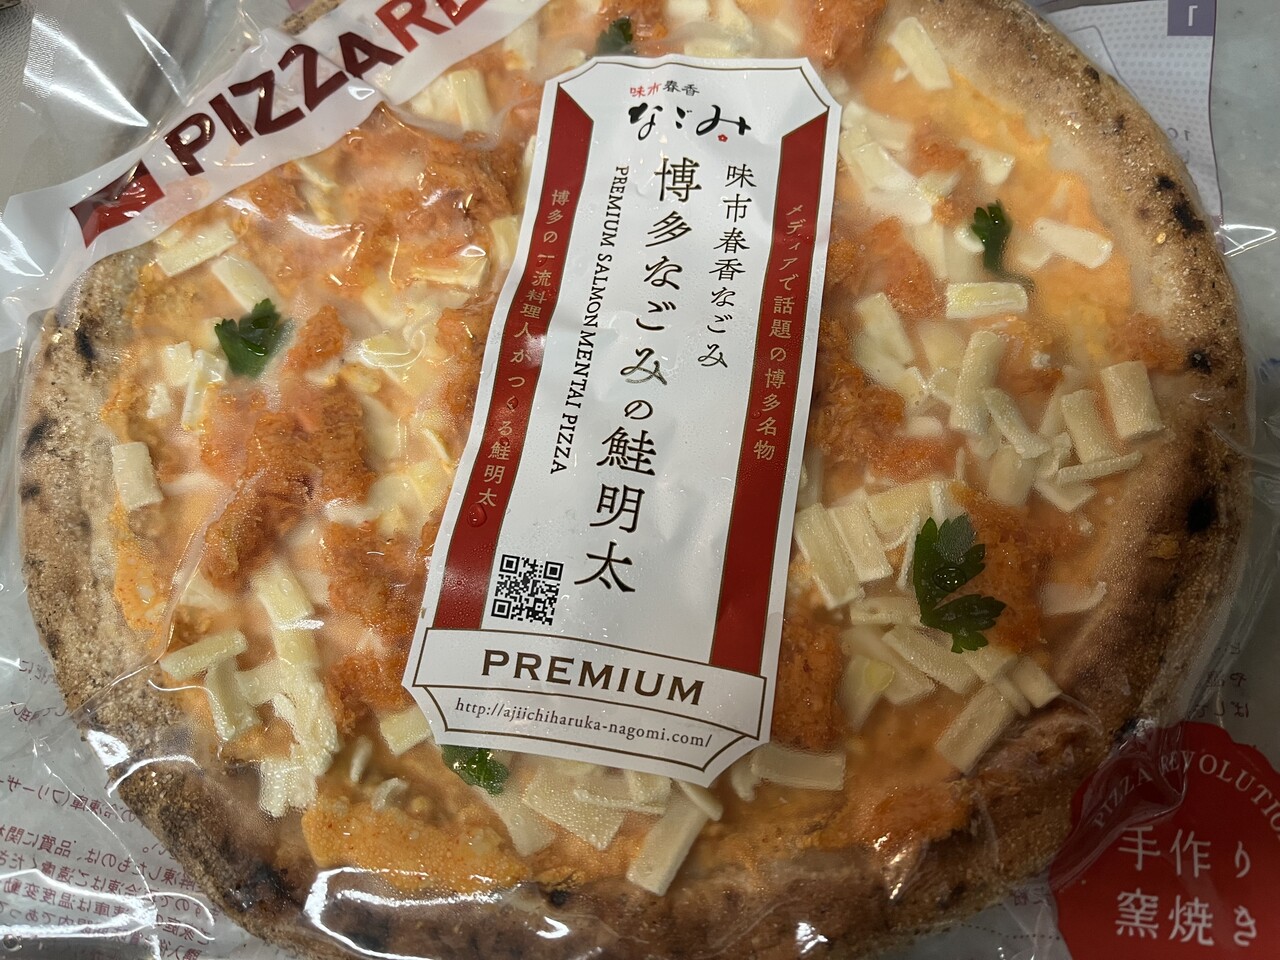 PIZZARE
味市春香
なごみ
メディアで話題の博多名物
味市春香なごみ
博多なごみの鮭明太
PREMIUM SALMON MENTAI PIZZA
博多の一流料理人がつくる鮭明太
PREMIUM
http://ajiichiharuka-nagomi.com/
PIZZA REVOLUTIO
手作り
窯焼き